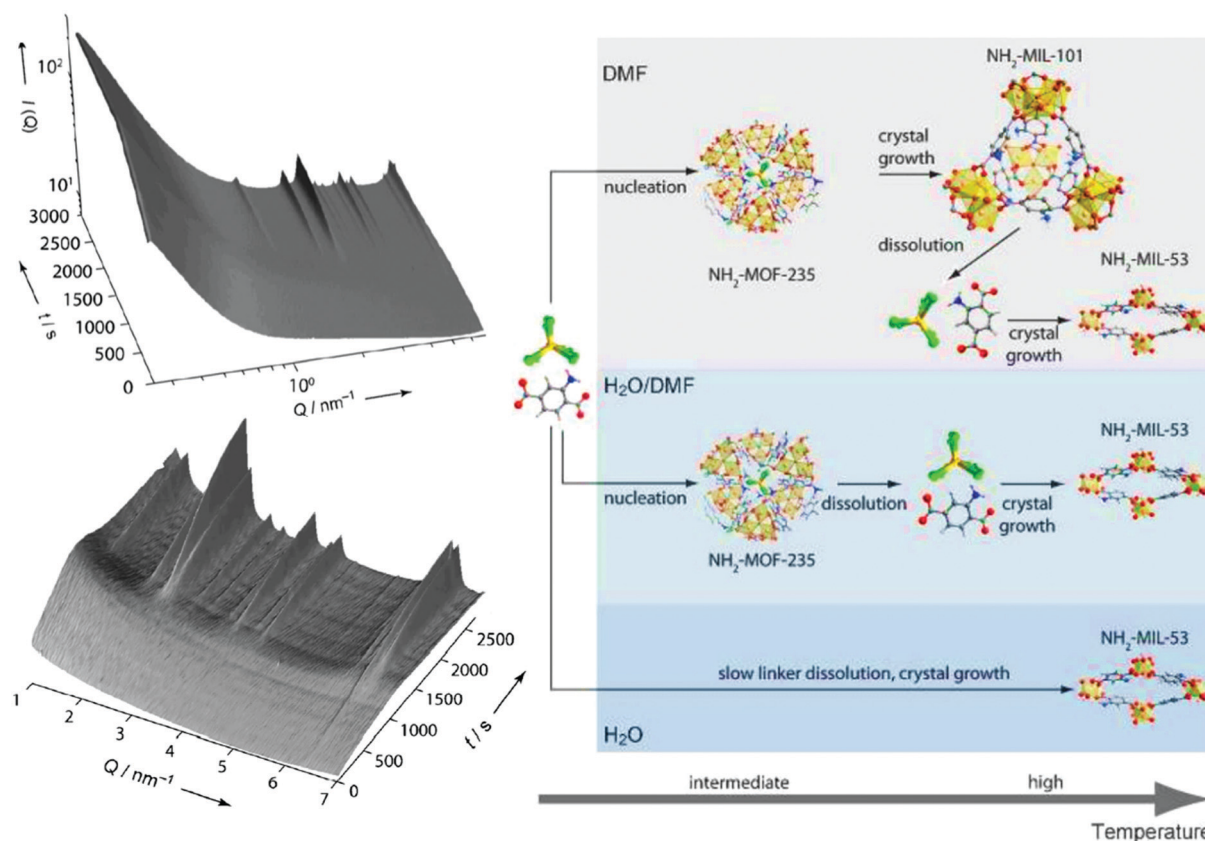 I (Q)
10²
10¹
3000
2500
2000
1500
1000
500
0
t / s
10⁰
Q / nm⁻¹
1
2
3
4
5
6
7
Q / nm⁻¹
0
500
1000
1500
2000
2500
t / s
DMF
NH₂-MIL-101
nucleation
NH₂-MOF-235
crystal
growth
dissolution
NH₂-MIL-53
crystal
growth
H₂O/DMF
nucleation
NH₂-MOF-235
dissolution
crystal
growth
NH₂-MIL-53
NH₂-MIL-53
slow linker dissolution, crystal growth
H₂O
intermediate
high
Temperature